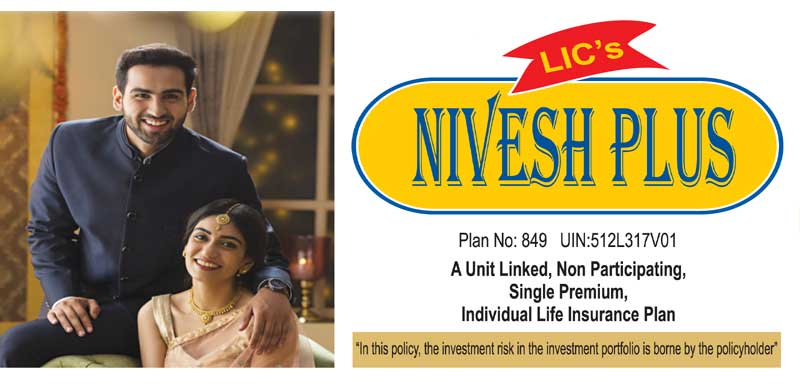 LIC's
NIVESH PLUS
Plan No: 849 UIN:512L317V01
A Unit Linked, Non Participating,
Single Premium,
Individual Life Insurance Plan
"In this policy, the investment risk in the investment portfolio is borne by the policyholder"